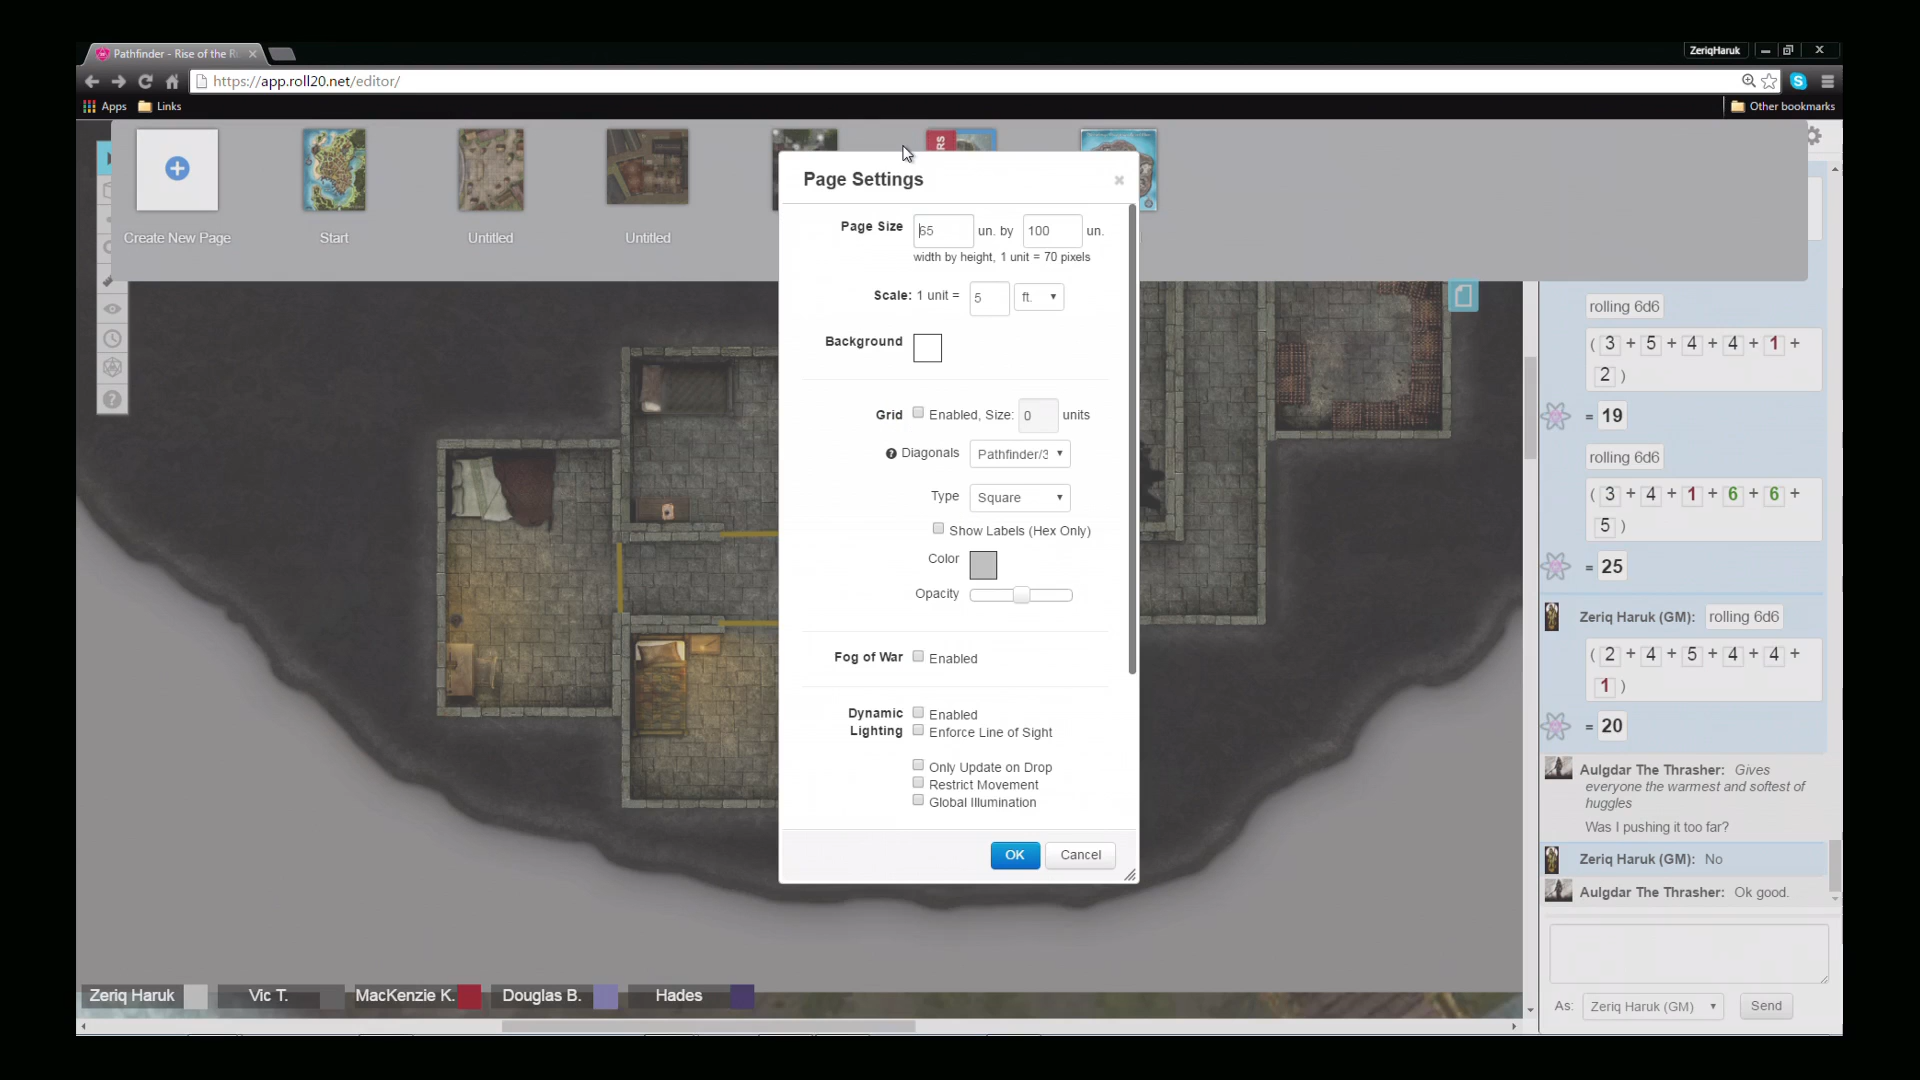 Pathfinder - Rise of the R
ZeriqHaruk
https://app.roll20.net/editor/
Apps
Links
Other bookmarks
Create New Page
Start
Untitled
Untitled
Page Settings
Page Size 65 un. by 100 un.
width by height, 1 unit = 70 pixels
Scale: 1 unit = 5 ft.
Background
Grid Enabled, Size: 0 units
Diagonals Pathfinder/3
Type Square
Show Labels (Hex Only)
Color
Opacity
Fog of War Enabled
Dynamic Lighting Enabled
Enforce Line of Sight
Only Update on Drop
Restrict Movement
Global Illumination
OK Cancel
rolling 6d6
( 3 + 5 + 4 + 4 + 1 +
2 )
= 19
rolling 6d6
( 3 + 4 + 1 + 6 + 6 +
5 )
= 25
Zeriq Haruk (GM): rolling 6d6
( 2 + 4 + 5 + 4 + 4 +
1 )
= 20
Aulgdar The Thrasher: Gives
everyone the warmest and softest of
huggles
Was I pushing it too far?
Zeriq Haruk (GM): No
Aulgdar The Thrasher: Ok good.
As: Zeriq Haruk (GM) Send
Zeriq Haruk
Vic T.
MacKenzie K.
Douglas B.
Hades